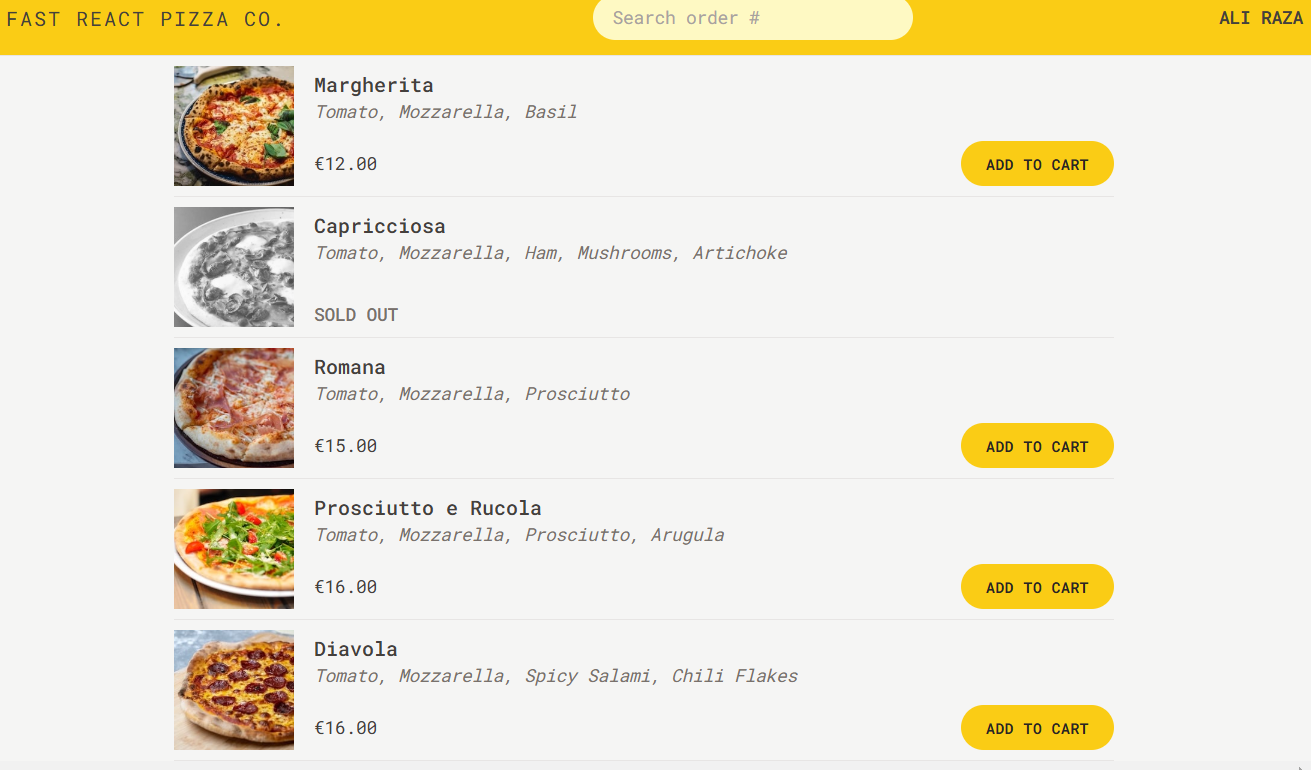 FAST REACT PIZZA CO.
Search order #
ALI RAZA
Margherita
Tomato, Mozzarella, Basil
€12.00
ADD TO CART
Capricciosa
Tomato, Mozzarella, Ham, Mushrooms, Artichoke
SOLD OUT
Romana
Tomato, Mozzarella, Prosciutto
€15.00
ADD TO CART
Prosciutto e Rucola
Tomato, Mozzarella, Prosciutto, Arugula
€16.00
ADD TO CART
Diavola
Tomato, Mozzarella, Spicy Salami, Chili Flakes
€16.00
ADD TO CART